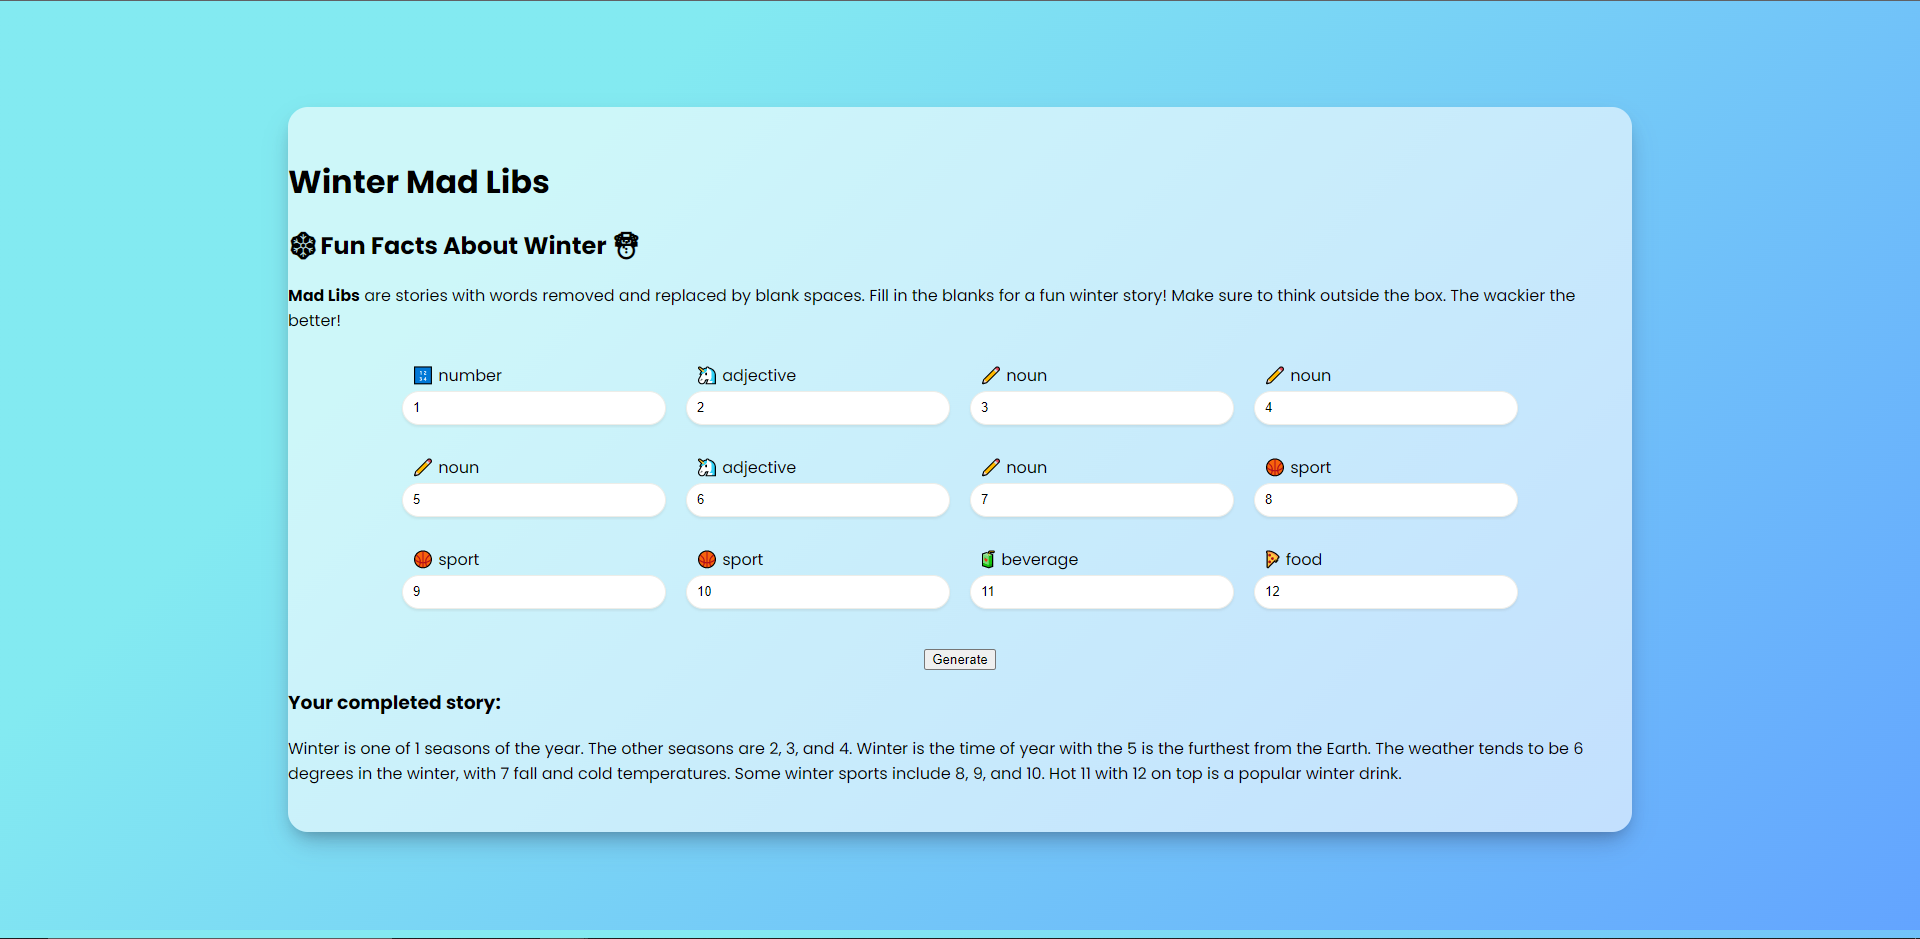 Winter Mad Libs
❄Fun Facts About Winter ☃
Mad Libs are stories with words removed and replaced by blank spaces. Fill in the blanks for a fun winter story! Make sure to think outside the box. The wackier the
better!
🔢 number 🦄 adjective ✏️ noun ✏️ noun
1 2 3 4
✏️ noun 🦄 adjective ✏️ noun 🏀 sport
5 6 7 8
🏀 sport 🏀 sport 🧃 beverage 🍕 food
9 10 11 12
Generate
Your completed story:
Winter is one of 1 seasons of the year. The other seasons are 2, 3, and 4. Winter is the time of year with the 5 is the furthest from the Earth. The weather tends to be 6
degrees in the winter, with 7 fall and cold temperatures. Some winter sports include 8, 9, and 10. Hot 11 with 12 on top is a popular winter drink.